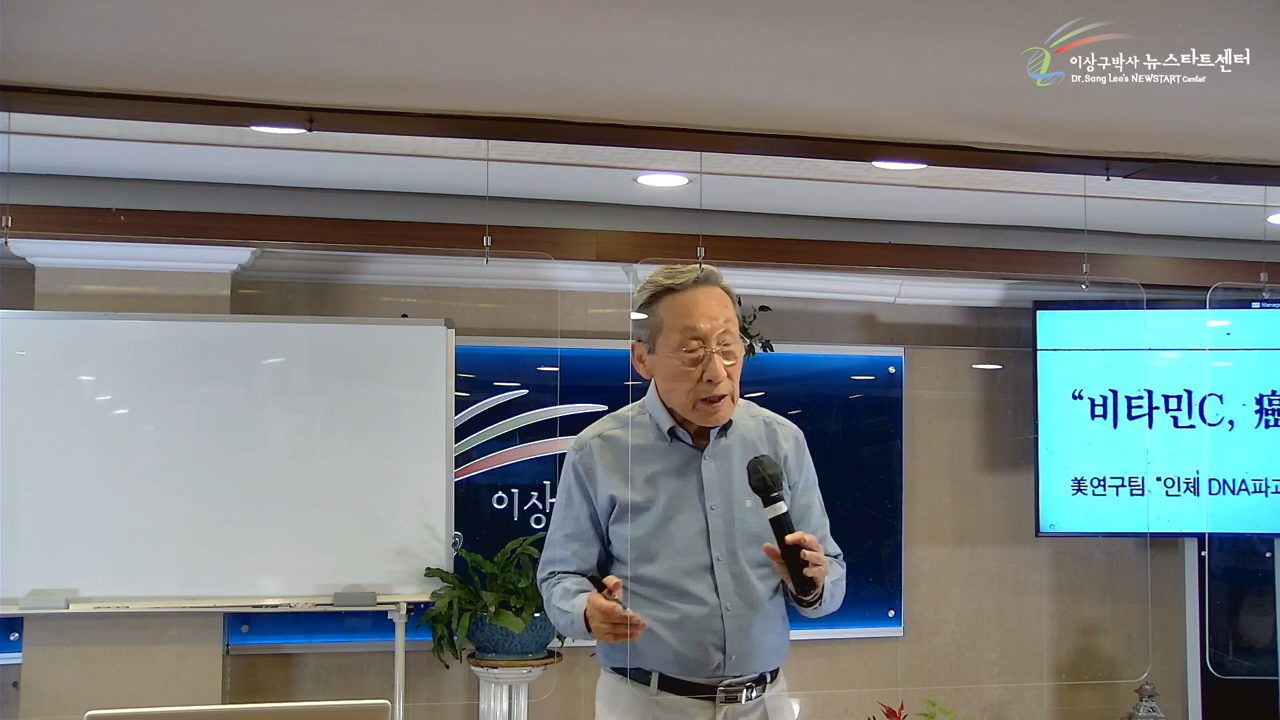 이상구박사 뉴스타트센터
Dr. Sang Lee's NEWSTART Center
“비타민C, 癌
美연구팀 “인체 DNA파고
이상